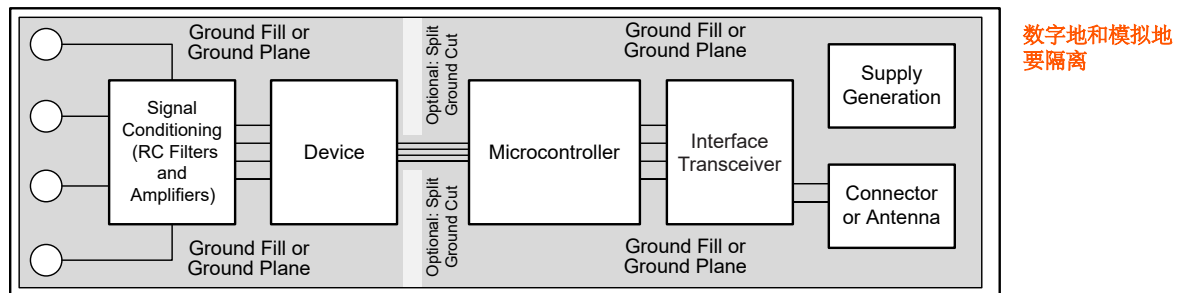 Ground Fill or
Ground Plane
Optional: Split
Ground Cut
Ground Fill or
Ground Plane
数字地和模拟地
要隔离
Supply
Generation
Signal
Conditioning
(RC Filters
and
Amplifiers)
Device
Microcontroller
Interface
Transceiver
Connector
or Antenna
Ground Fill or
Ground Plane
Optional: Split
Ground Cut
Ground Fill or
Ground Plane